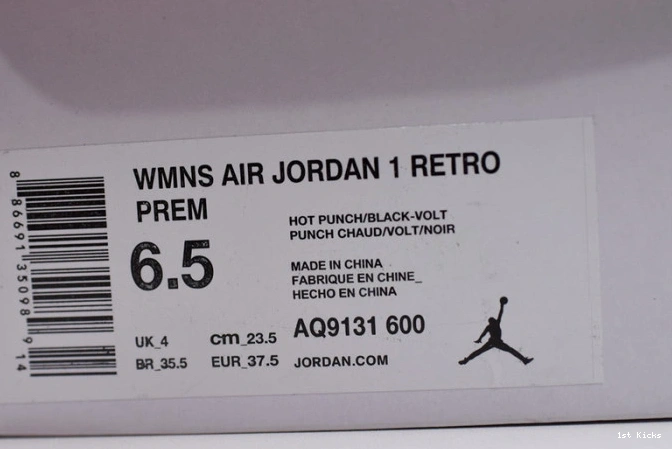 WMNS AIR JORDAN 1 RETRO
PREM
6.5
HOT PUNCH/BLACK-VOLT
PUNCH CHAUD/VOLT/NOIR
MADE IN CHINA
FABRIQUE EN CHINE_
HECHO EN CHINA
UK_4
cm_23.5
AQ9131 600
BR_35.5
EUR_37.5
JORDAN.COM
8 86691 35098 9 14
1st Kicks